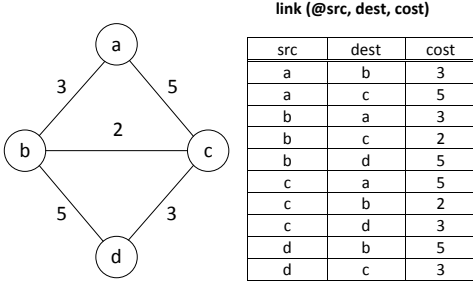 link (@src, dest, cost)
a
3
5
2
b
c
5
3
d
src dest cost
a b 3
a c 5
b a 3
b c 2
b d 5
c a 5
c b 2
c d 3
d b 5
d c 3